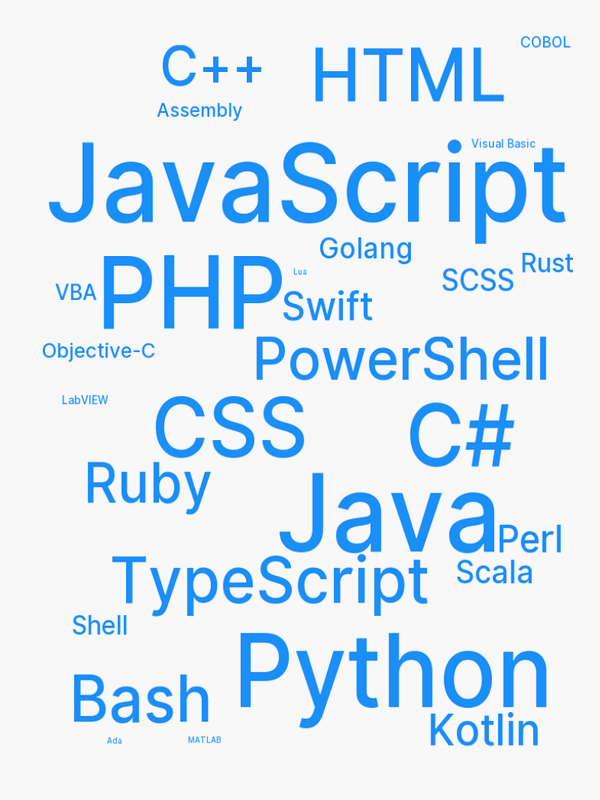 COBOL
C++
HTML
Assembly
Visual Basic
JavaScript
Golang
Rust
Lua
SCSS
VBA
PHP
Swift
Objective-C
PowerShell
LabVIEW
CSS
C#
Ruby
Java
Perl
Scala
TypeScript
Shell
Python
Bash
Kotlin
Ada
MATLAB